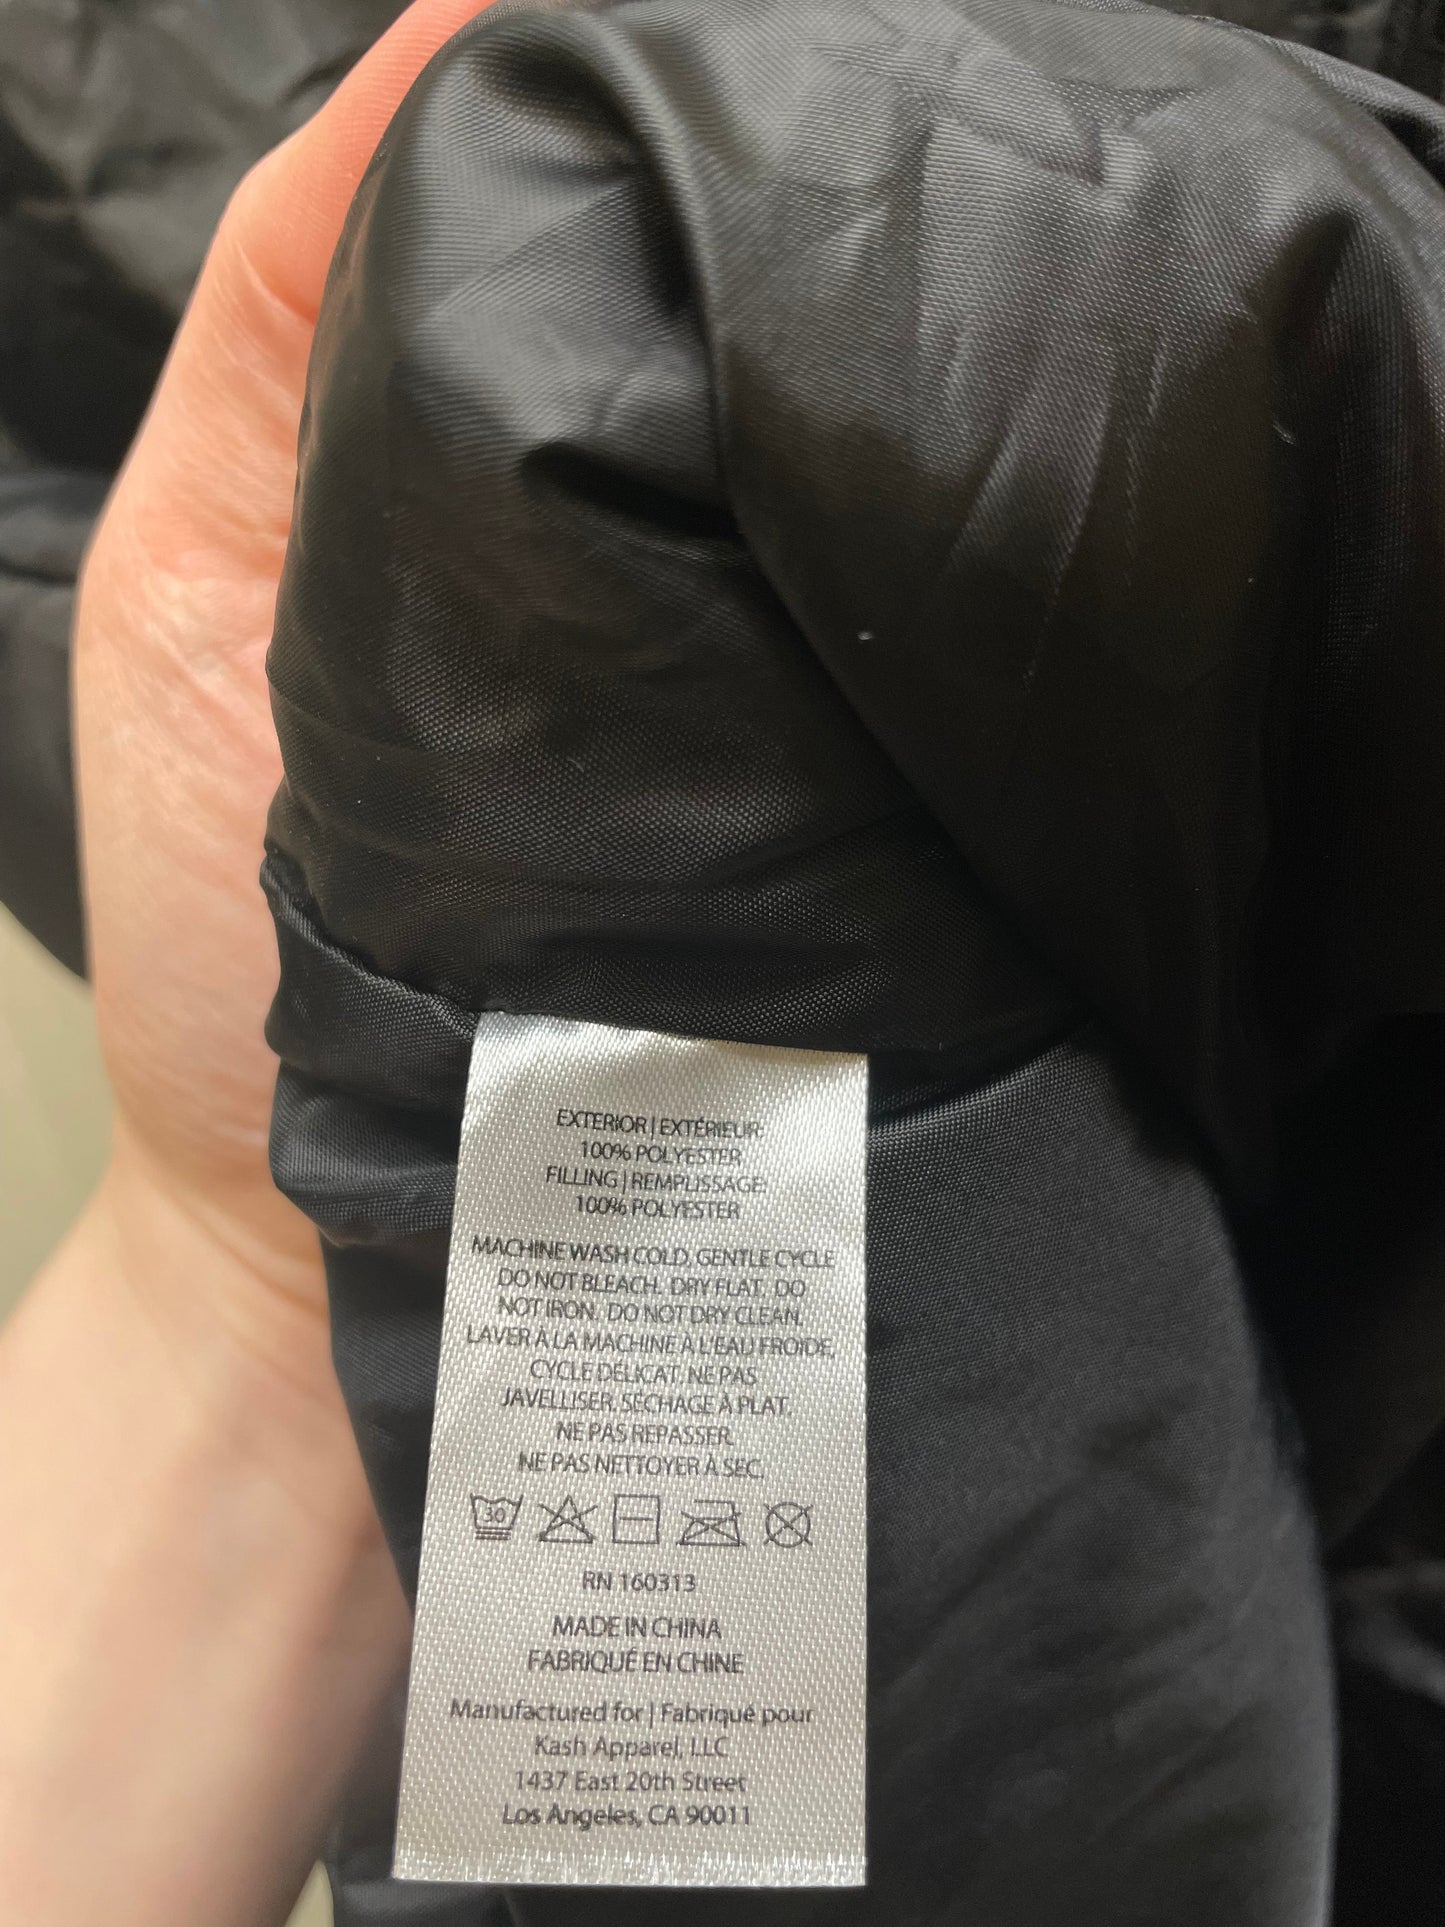 EXTERIOR | EXTÉRIEUR:
100% POLYESTER
FILLING | REMPLISSAGE:
100% POLYESTER
MACHINE WASH COLD, GENTLE CYCLE
DO NOT BLEACH. DRY FLAT. DO
NOT IRON. DO NOT DRY CLEAN.
LAVER À LA MACHINE À L'EAU FROIDE,
CYCLE DÉLICAT. NE PAS
JAVELLISER. SÉCHAGE À PLAT.
NE PAS REPASSER.
NE PAS NETTOYER À SEC.
30
RN 160313
MADE IN CHINA
FABRIQUÉ EN CHINE
Manufactured for | Fabriqué pour
Kash Apparel, LLC
1437 East 20th Street
Los Angeles, CA 90011